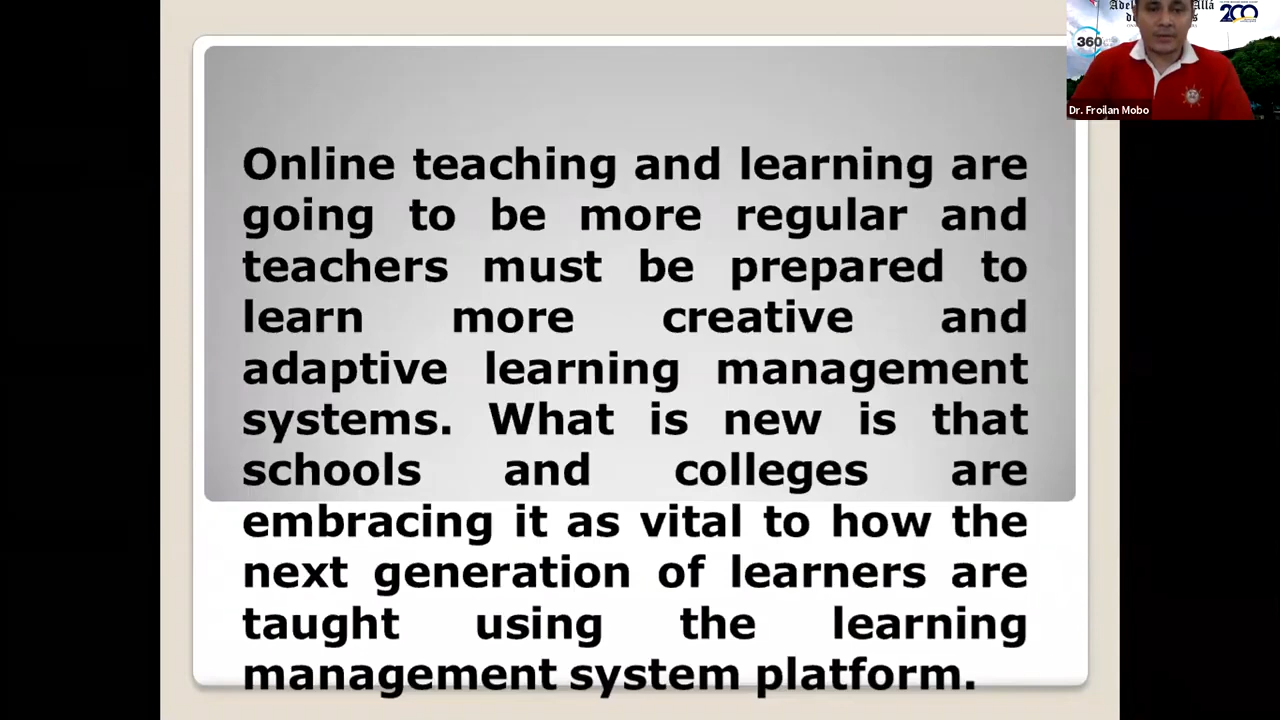 Online teaching and learning are
going to be more regular and
teachers must be prepared to
learn more creative and
adaptive learning management
systems. What is new is that
schools and colleges are
embracing it as vital to how the
next generation of learners are
taught using the learning
management system platform.
200
360
Dr. Froilan Mobo